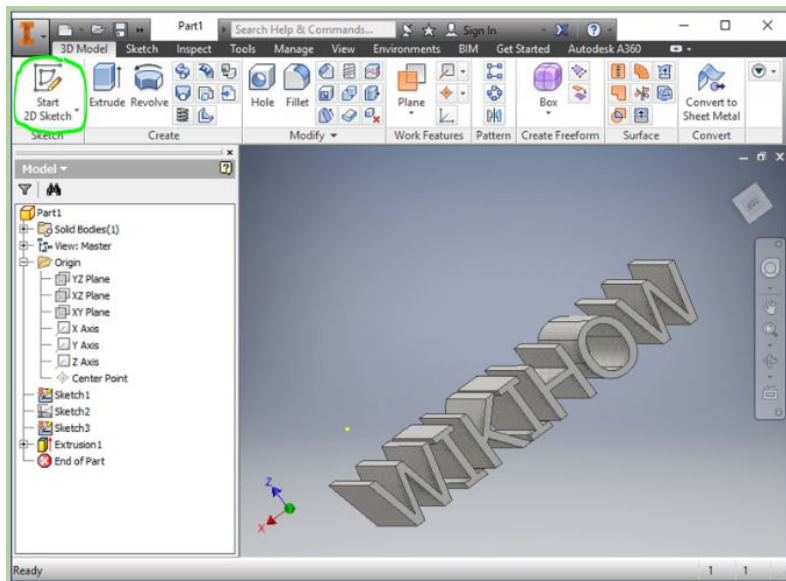 Part1
Search Help & Commands...
Sign In
3D Model Sketch Inspect Tools Manage View Environments BIM Get Started Autodesk A360
Start
2D Sketch
Extrude Revolve
Hole Fillet
Plane
Box
Convert to
Sheet Metal
Sketch Create Modify Work Features Pattern Create Freeform Surface Convert
Model
Part1
Solid Bodies(1)
View: Master
Origin
YZ Plane
XZ Plane
XY Plane
X Axis
Y Axis
Z Axis
Center Point
Sketch1
Sketch2
Sketch3
Extrusion1
End of Part
WIKIHOW
Z
X
Ready
1 1